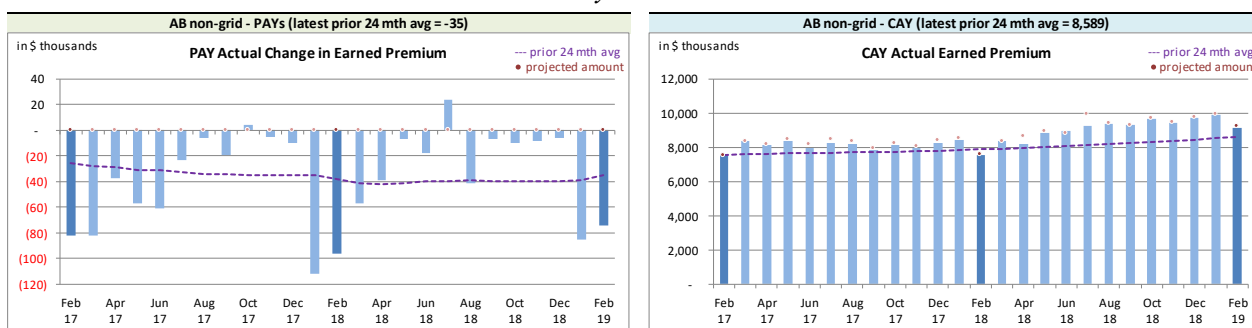 AB non-grid - PAYs (latest prior 24 mth avg = -35)
in $ thousands
PAY Actual Change in Earned Premium
--- prior 24 mth avg
• projected amount
40
20
-
(20)
(40)
(60)
(80)
(100)
(120)
Feb Apr Jun Aug Oct Dec Feb Apr Jun Aug Oct Dec Feb
17 17 17 17 17 17 18 18 18 18 18 18 19
AB non-grid - CAY (latest prior 24 mth avg = 8,589)
in $ thousands
CAY Actual Earned Premium
--- prior 24 mth avg
• projected amount
12,000
10,000
8,000
6,000
4,000
2,000
-
Feb Apr Jun Aug Oct Dec Feb Apr Jun Aug Oct Dec Feb
17 17 17 17 17 17 18 18 18 18 18 18 19